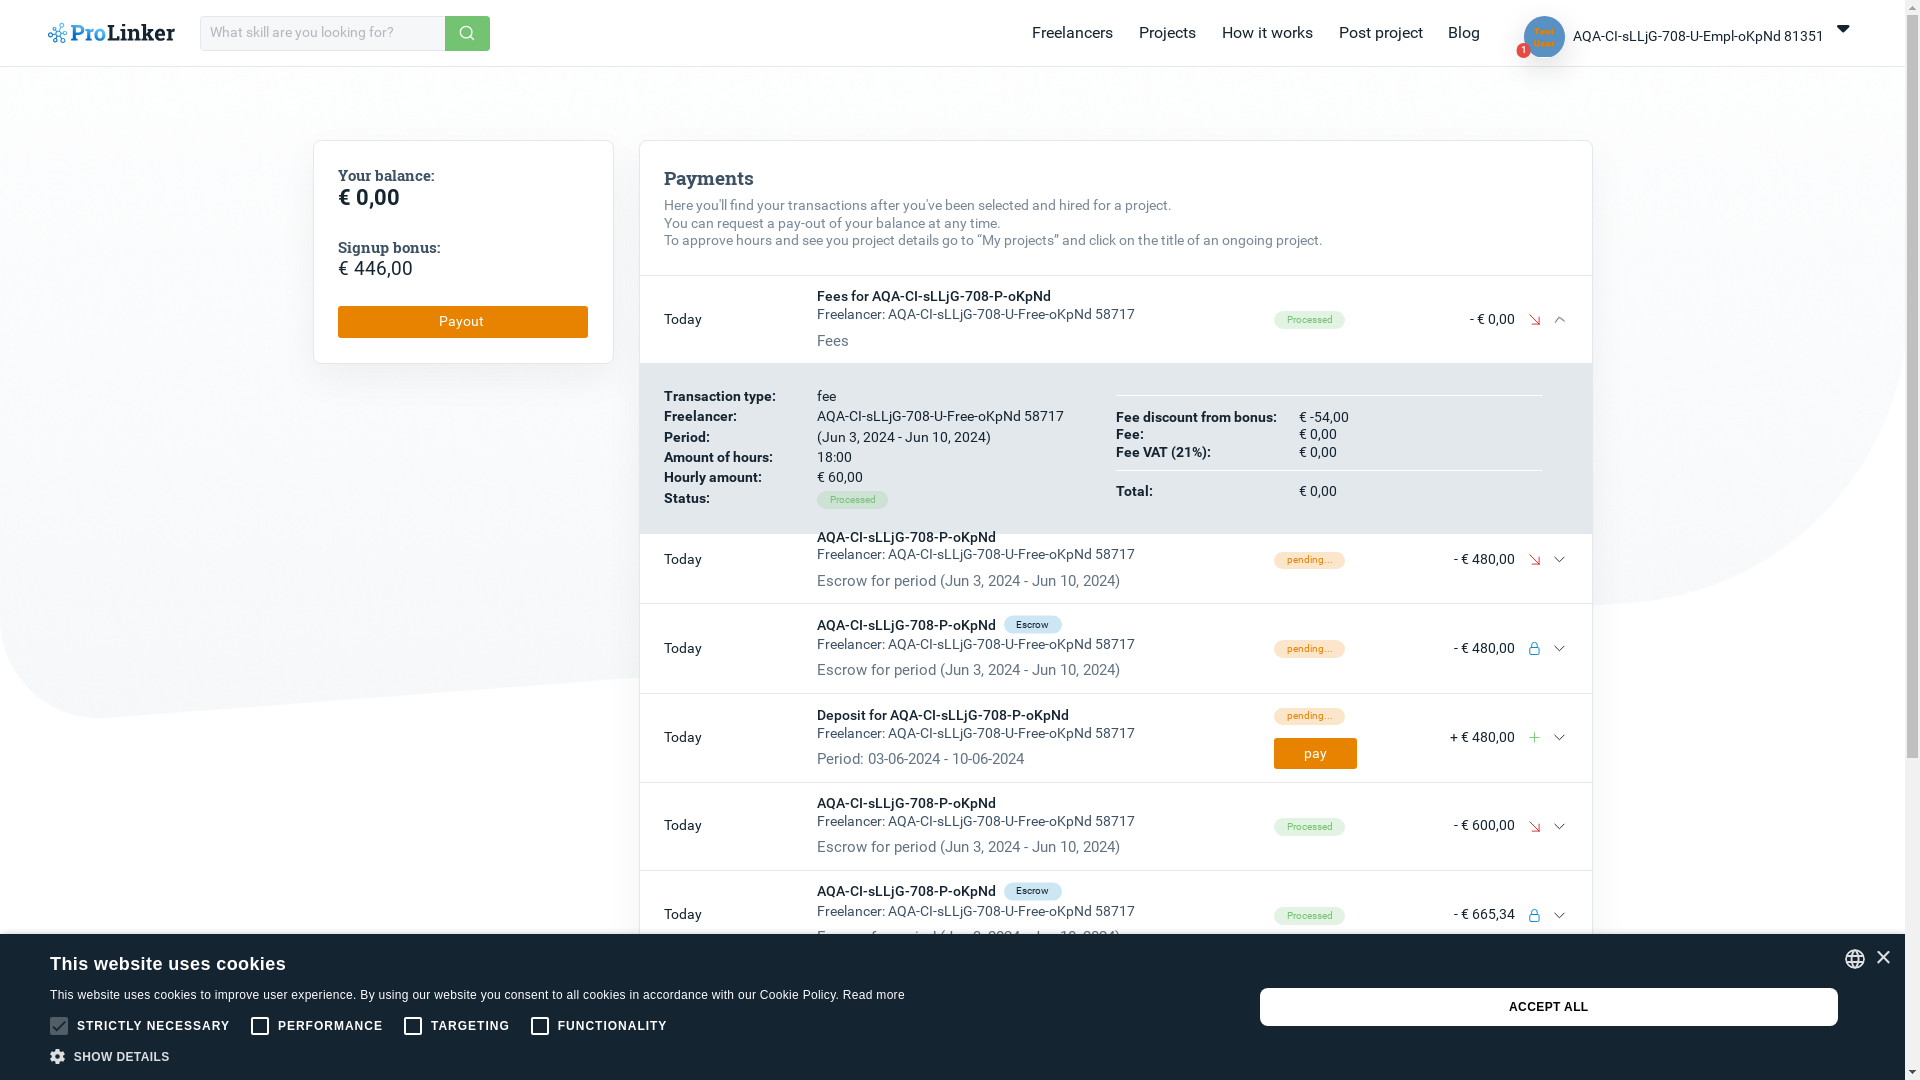 ProLinker
What skill are you looking for?
Freelancers
Projects
How it works
Post project
Blog
Test
User
1
AQA-CI-sLLjG-708-U-Empl-oKpNd 81351
Your balance:
€ 0,00
Signup bonus:
€ 446,00
Payout
Payments
Here you'll find your transactions after you've been selected and hired for a project.
You can request a pay-out of your balance at any time.
To approve hours and see you project details go to “My projects” and click on the title of an ongoing project.
Today
Fees for AQA-CI-sLLjG-708-P-oKpNd
Freelancer: AQA-CI-sLLjG-708-U-Free-oKpNd 58717
Fees
Processed
- € 0,00
Transaction type: fee
Freelancer: AQA-CI-sLLjG-708-U-Free-oKpNd 58717
Period: (Jun 3, 2024 - Jun 10, 2024)
Amount of hours: 18:00
Hourly amount: € 60,00
Status: Processed
Fee discount from bonus: € -54,00
Fee: € 0,00
Fee VAT (21%): € 0,00
Total: € 0,00
Today
AQA-CI-sLLjG-708-P-oKpNd
Freelancer: AQA-CI-sLLjG-708-U-Free-oKpNd 58717
Escrow for period (Jun 3, 2024 - Jun 10, 2024)
pending...
- € 480,00
Today
AQA-CI-sLLjG-708-P-oKpNd Escrow
Freelancer: AQA-CI-sLLjG-708-U-Free-oKpNd 58717
Escrow for period (Jun 3, 2024 - Jun 10, 2024)
pending...
- € 480,00
Today
Deposit for AQA-CI-sLLjG-708-P-oKpNd
Freelancer: AQA-CI-sLLjG-708-U-Free-oKpNd 58717
Period: 03-06-2024 - 10-06-2024
pending...
pay
+ € 480,00
Today
AQA-CI-sLLjG-708-P-oKpNd
Freelancer: AQA-CI-sLLjG-708-U-Free-oKpNd 58717
Escrow for period (Jun 3, 2024 - Jun 10, 2024)
Processed
- € 600,00
Today
AQA-CI-sLLjG-708-P-oKpNd Escrow
Freelancer: AQA-CI-sLLjG-708-U-Free-oKpNd 58717
Processed
- € 665,34
This website uses cookies
This website uses cookies to improve user experience. By using our website you consent to all cookies in accordance with our Cookie Policy. Read more
STRICTLY NECESSARY
PERFORMANCE
TARGETING
FUNCTIONALITY
SHOW DETAILS
ACCEPT ALL